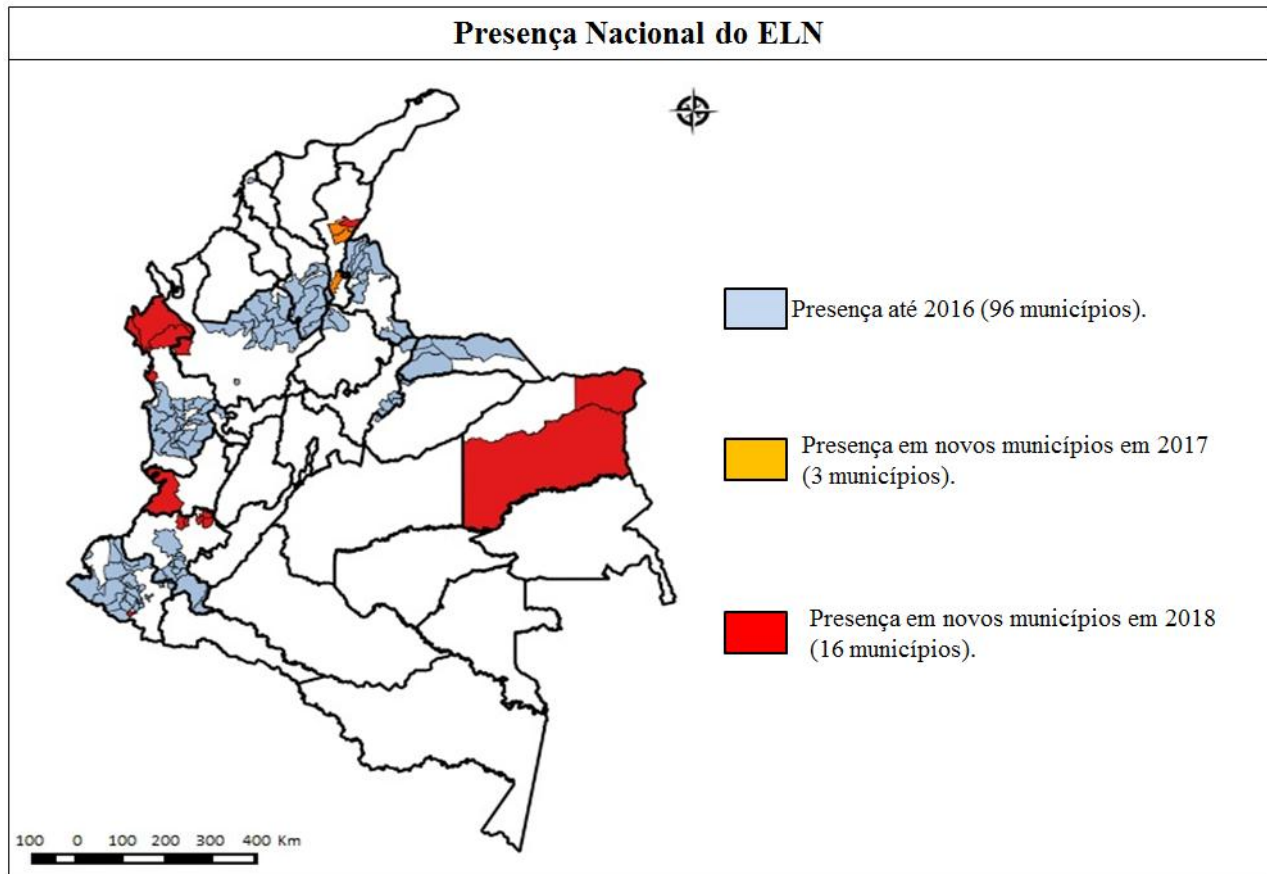 Presença Nacional do ELN
Presença até 2016 (96 municípios).
Presença em novos municípios em 2017
(3 municípios).
Presença em novos municípios em 2018
(16 municípios).
100 0 100 200 300 400 Km